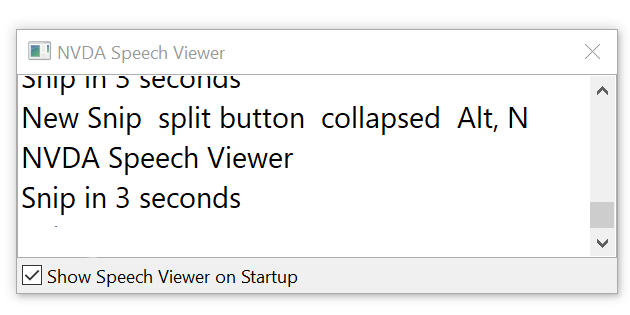 NVDA Speech Viewer
Snip in 3 seconds
New Snip  split button  collapsed  Alt, N
NVDA Speech Viewer
Snip in 3 seconds
Show Speech Viewer on Startup